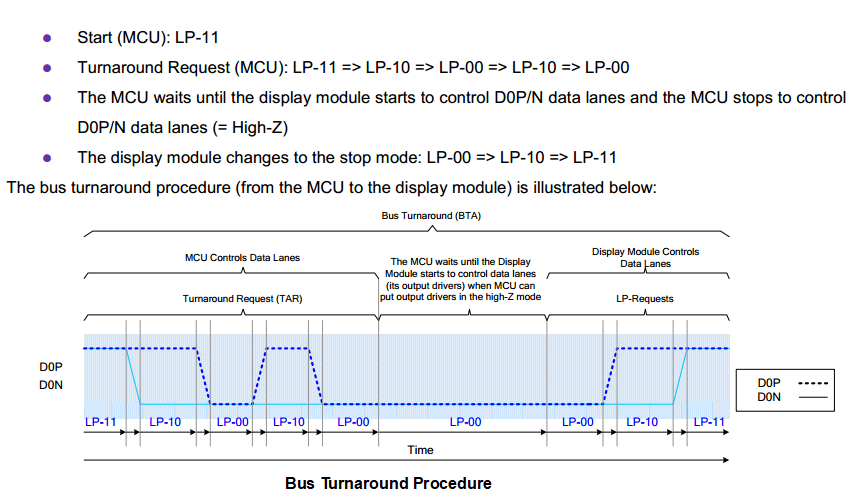 Start (MCU): LP-11
Turnaround Request (MCU): LP-11 => LP-10 => LP-00 => LP-10 => LP-00
The MCU waits until the display module starts to control D0P/N data lanes and the MCU stops to control
D0P/N data lanes (= High-Z)
The display module changes to the stop mode: LP-00 => LP-10 => LP-11
The bus turnaround procedure (from the MCU to the display module) is illustrated below:
Bus Turnaround (BTA)
MCU Controls Data Lanes
The MCU waits until the Display
Module starts to control data lanes
(its output drivers) when MCU can
put output drivers in the high-Z mode
Display Module Controls
Data Lanes
Turnaround Request (TAR)
LP-Requests
D0P
D0N
D0P
D0N
LP-11 LP-10 LP-00 LP-10 LP-00 LP-00 LP-00 LP-10 LP-11
Time
Bus Turnaround Procedure